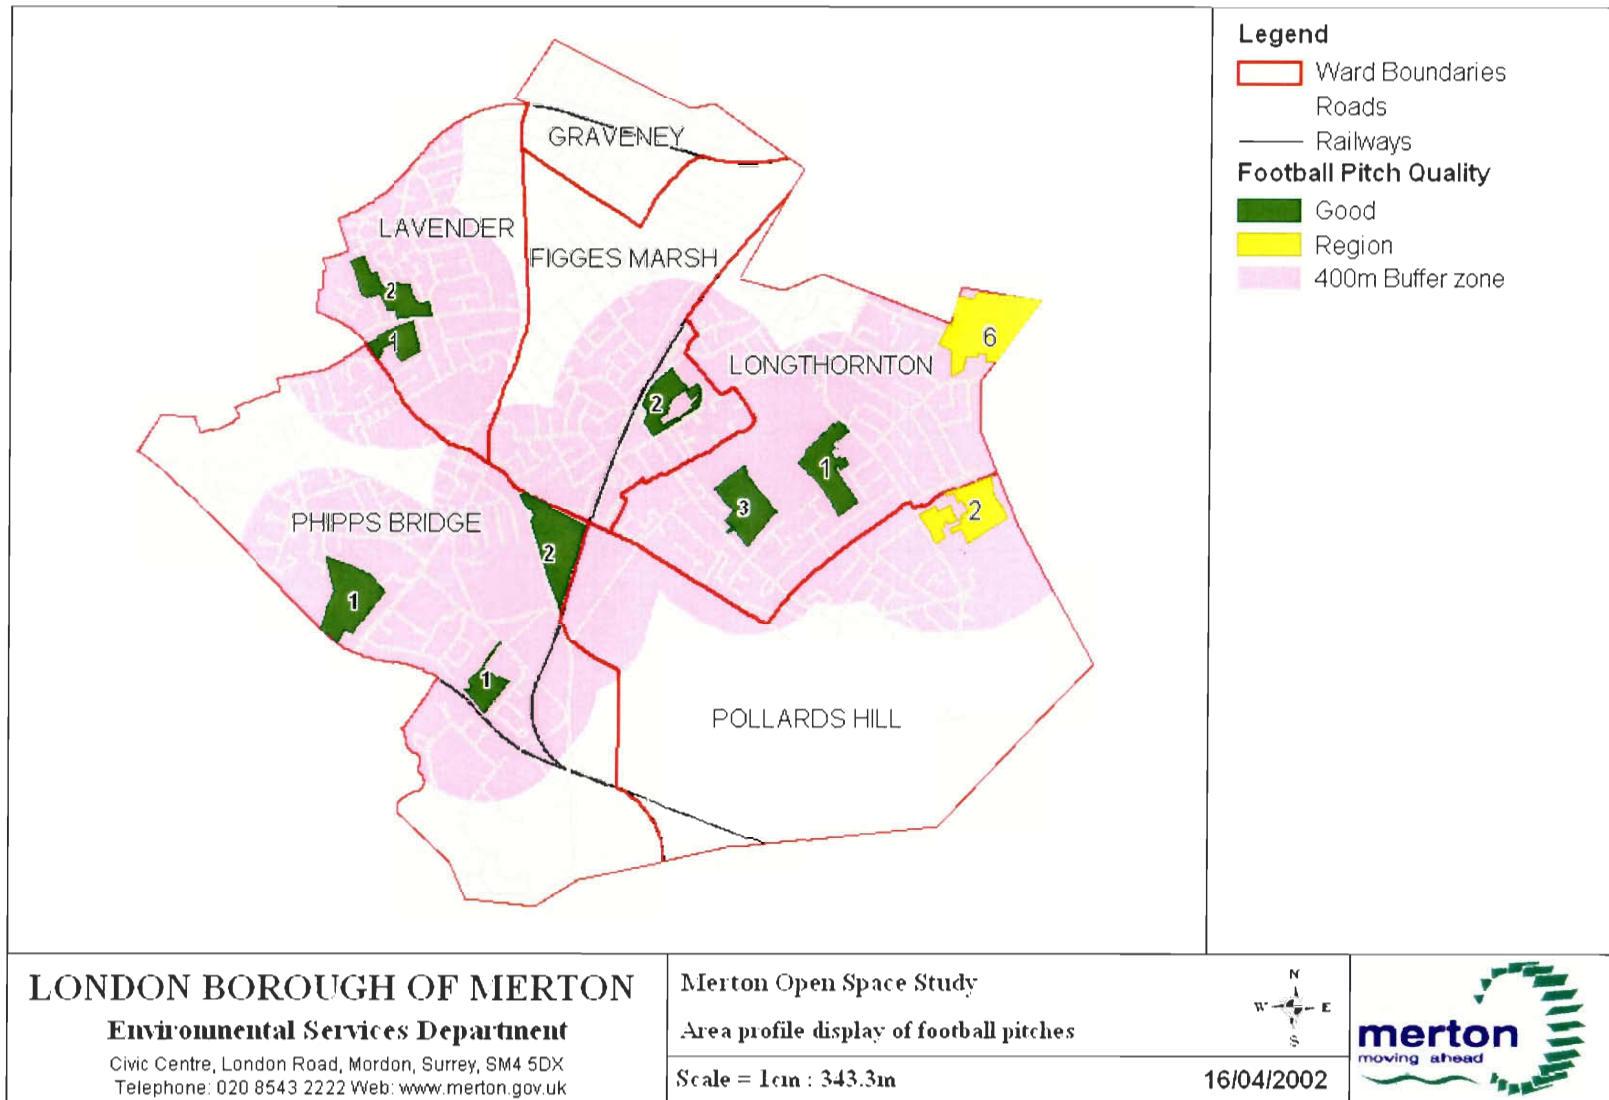 Legend
Ward Boundaries
Roads
Railways
Football Pitch Quality
Good
Region
400m Buffer zone
GRAVENEY
LAVENDER
FIGGES MARSH
2
1
6
LONGTHORNTON
2
1
3
2
PHIPPS BRIDGE
2
1
1
POLLARDS HILL
LONDON BOROUGH OF MERTON
Environmental Services Department
Civic Centre, London Road, Mordon, Surrey, SM4 5DX
Telephone: 020 8543 2222 Web: www.merton.gov.uk
Merton Open Space Study
Area profile display of football pitches
Scale = 1cm : 343.3m
16/04/2002
N
W E
S
merton
moving ahead